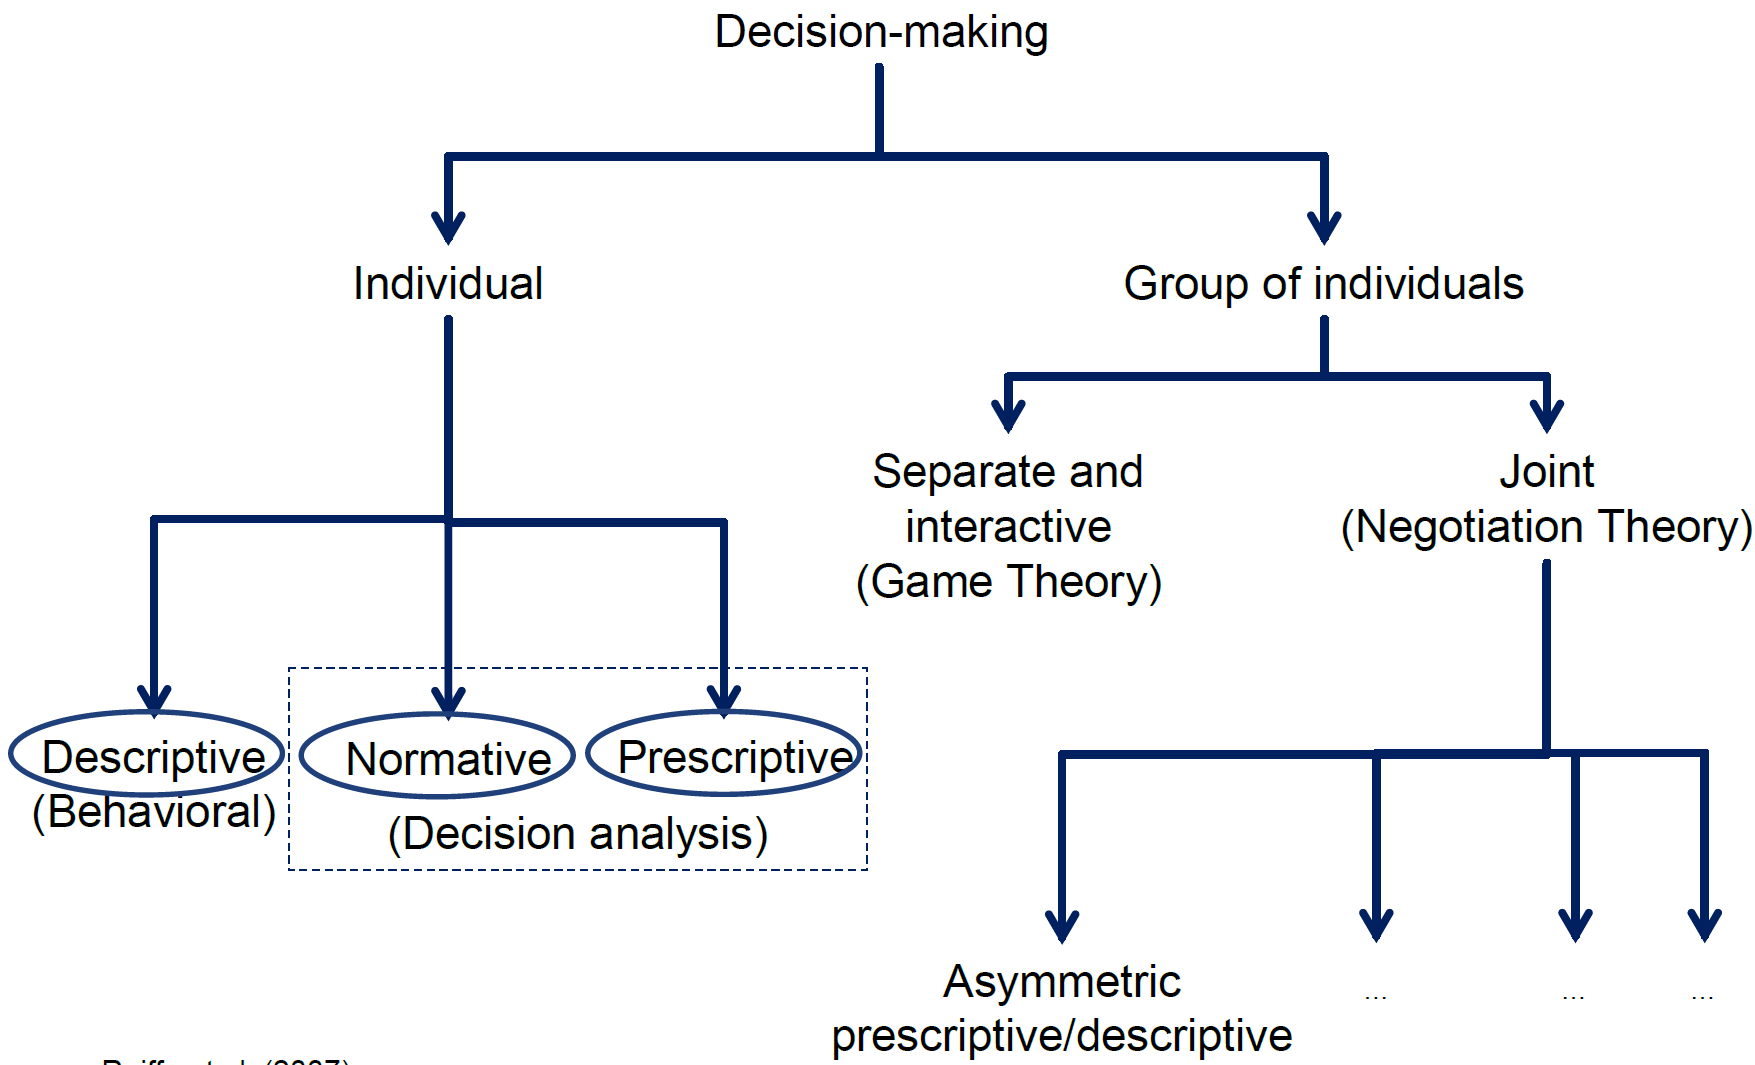 Decision-making
Individual
Group of individuals
Separate and
interactive
(Game Theory)
Joint
(Negotiation Theory)
Descriptive
(Behavioral)
Normative
Prescriptive
(Decision analysis)
Asymmetric
prescriptive/descriptive
...
...
...